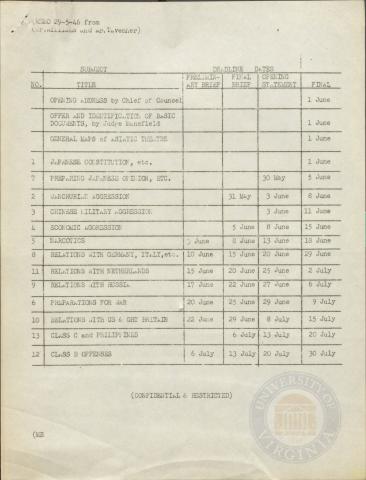 29-5-46 from
and Mr. Tavenner)
SUBJECT DEADLINE DATES
NO. TITLE PRELIMIN-ARY BRIEF FINAL BRIEF OPENING STATEMENT FINAL
OPENING ADDRESS by Chief of Counsel 1 June
OFFER AND IDENTIFICATION OF BASIC
DOCUMENTS, by Judge Mansfield 1 June
GENERAL MAPS of ASIATIC THEATRE 1 June
1 JAPANESE CONSTITUTION, etc. 1 June
7 PREPARING JAPANESE OPINION, ETC. 30 May 5 June
2 MANCHURIAN AGGRESSION 31 May 3 June 8 June
3 CHINESE MILITARY AGGRESSION 3 June 11 June
4 ECONOMIC AGGRESSION 5 June 8 June 15 June
5 NARCOTICS 3 June 8 June 13 June 18 June
8 RELATIONS WITH GERMANY, ITALY, etc. 10 June 15 June 20 June 29 June
11 RELATIONS WITH NETHERLANDS 15 June 20 June 25 June 2 July
9 RELATIONS WITH RUSSIA 17 June 22 June 27 June 6 July
6 PREPARATIONS FOR WAR 20 June 25 June 29 June 9 July
10 RELATIONS WITH US & GRT BRITAIN 22 June 29 June 8 July 15 July
13 CLASS C and PHILIPPINES 6 July 13 July 20 July
12 CLASS B OFFENSES 6 July 13 July 20 July 30 July
(CONFIDENTIAL & RESTRICTED)
UNIVERSITY OF VIRGINIA